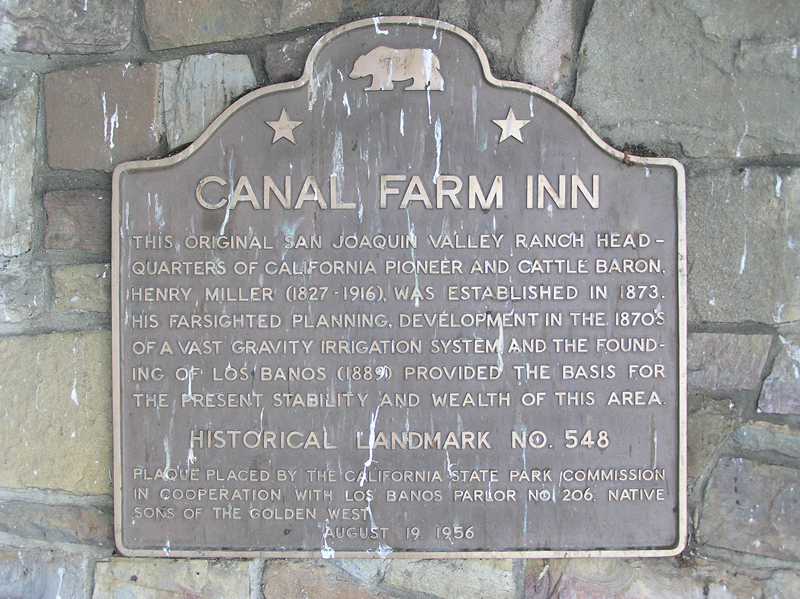 CANAL FARM INN
THIS ORIGINAL SAN JOAQUIN VALLEY RANCH HEAD-
QUARTERS OF CALIFORNIA PIONEER AND CATTLE BARON,
HENRY MILLER (1827-1916), WAS ESTABLISHED IN 1873.
HIS FARSIGHTED PLANNING, DEVELOPMENT IN THE 1870'S
OF A VAST GRAVITY IRRIGATION SYSTEM, AND THE FOUND-
ING OF LOS BANOS (1889) PROVIDED THE BASIS FOR
THE PRESENT STABILITY AND WEALTH OF THIS AREA.
HISTORICAL LANDMARK NO. 548
PLAQUE PLACED BY THE CALIFORNIA STATE PARK COMMISSION
IN COOPERATION WITH LOS BANOS PARLOR NO. 206, NATIVE
SONS OF THE GOLDEN WEST
AUGUST 19, 1956